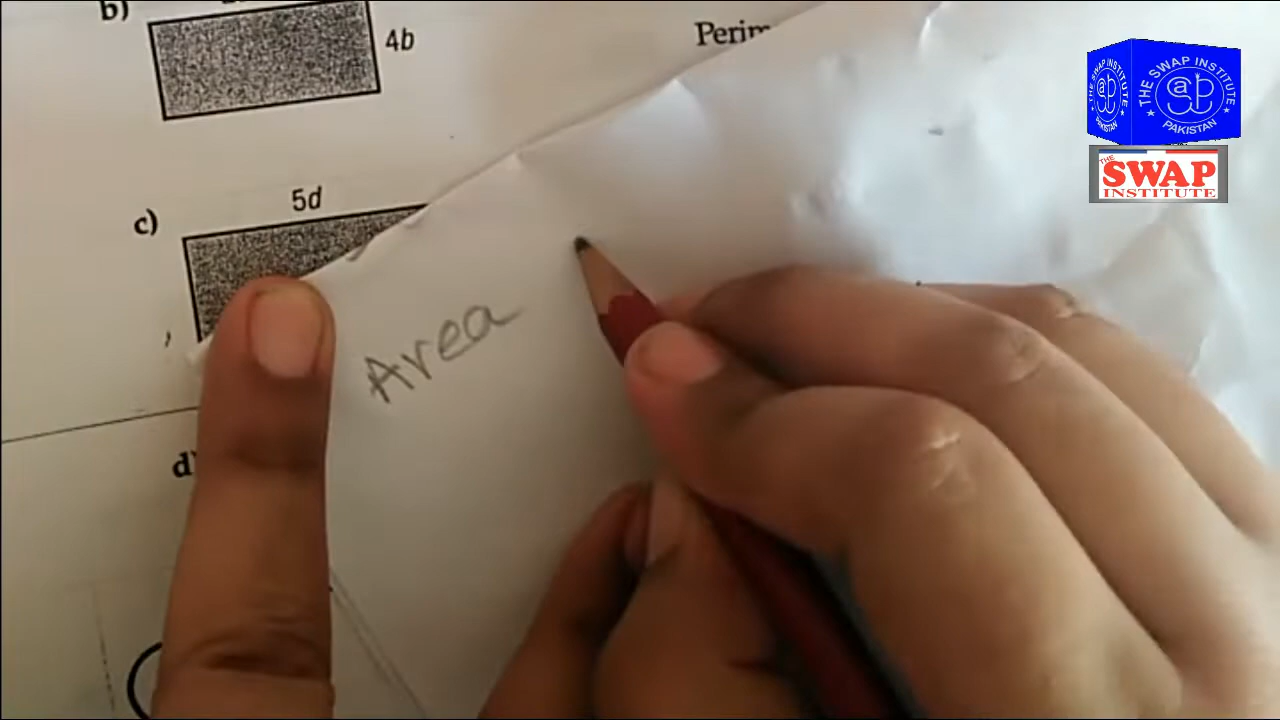 b)
4b
Perim
c)
5d
Area
d)
THE SWAP INSTITUTE
PAKISTAN
THE SWAP INSTITUTE
PAKISTAN
THE
SWAP
INSTITUTE